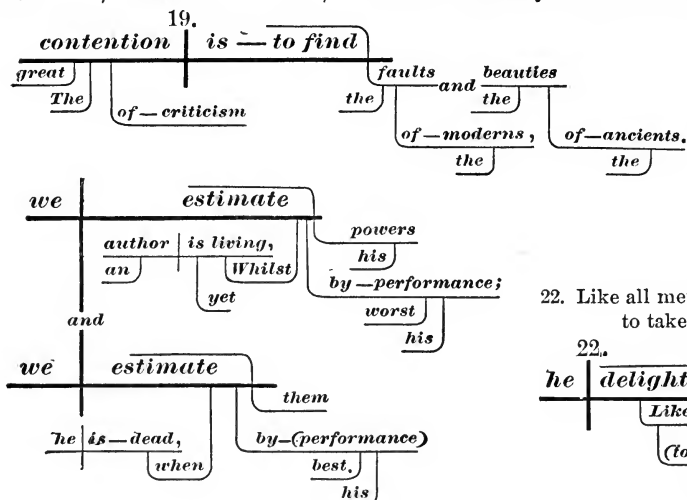 19.
contention is — to find
great
The
of—criticism
faults and beauties
the the
of—moderns, of—ancients.
the the
we estimate
powers
his
author is living,
an Whilst
yet
by—performance;
worst
his
and
22. Like all me
to take
22.
he delight
Like
(to
we estimate
them
he is—dead,
when
by—(performance)
best.
his